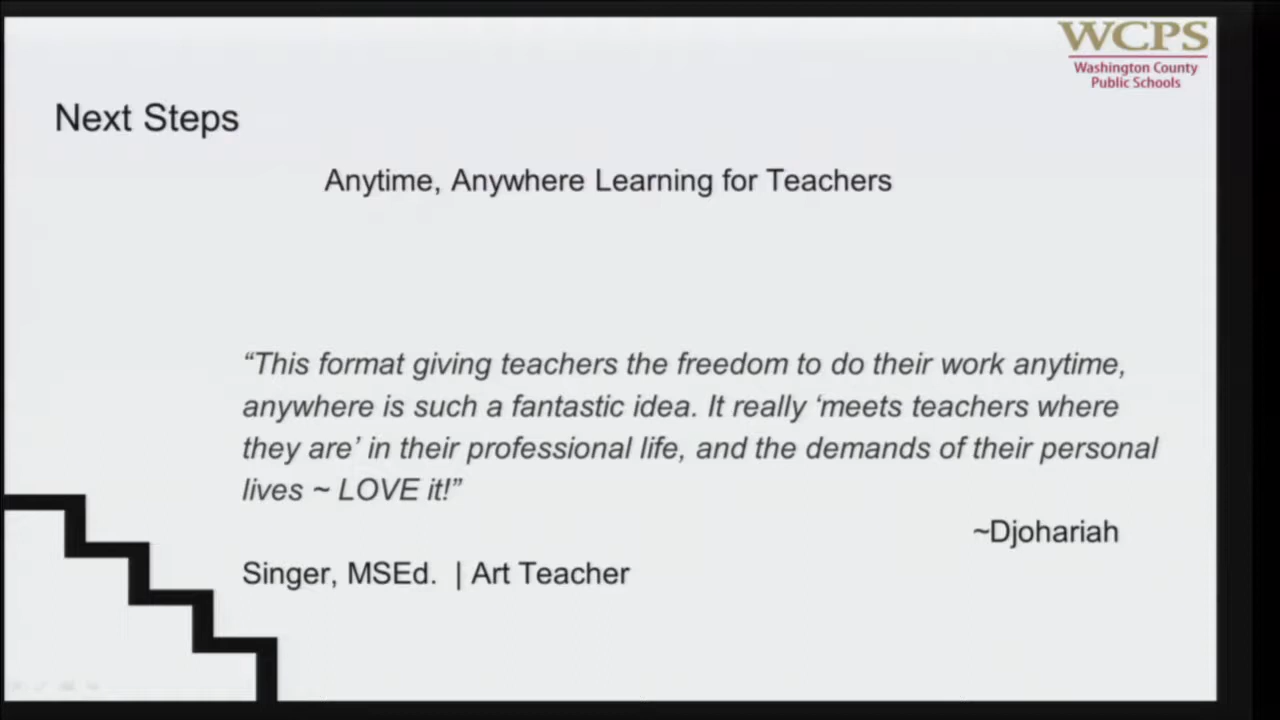 WCPS
Washington County
Public Schools
Next Steps
Anytime, Anywhere Learning for Teachers
“This format giving teachers the freedom to do their work anytime,
anywhere is such a fantastic idea. It really ‘meets teachers where
they are’ in their professional life, and the demands of their personal
lives ~ LOVE it!”
~Djohariah
Singer, MSEd.  | Art Teacher